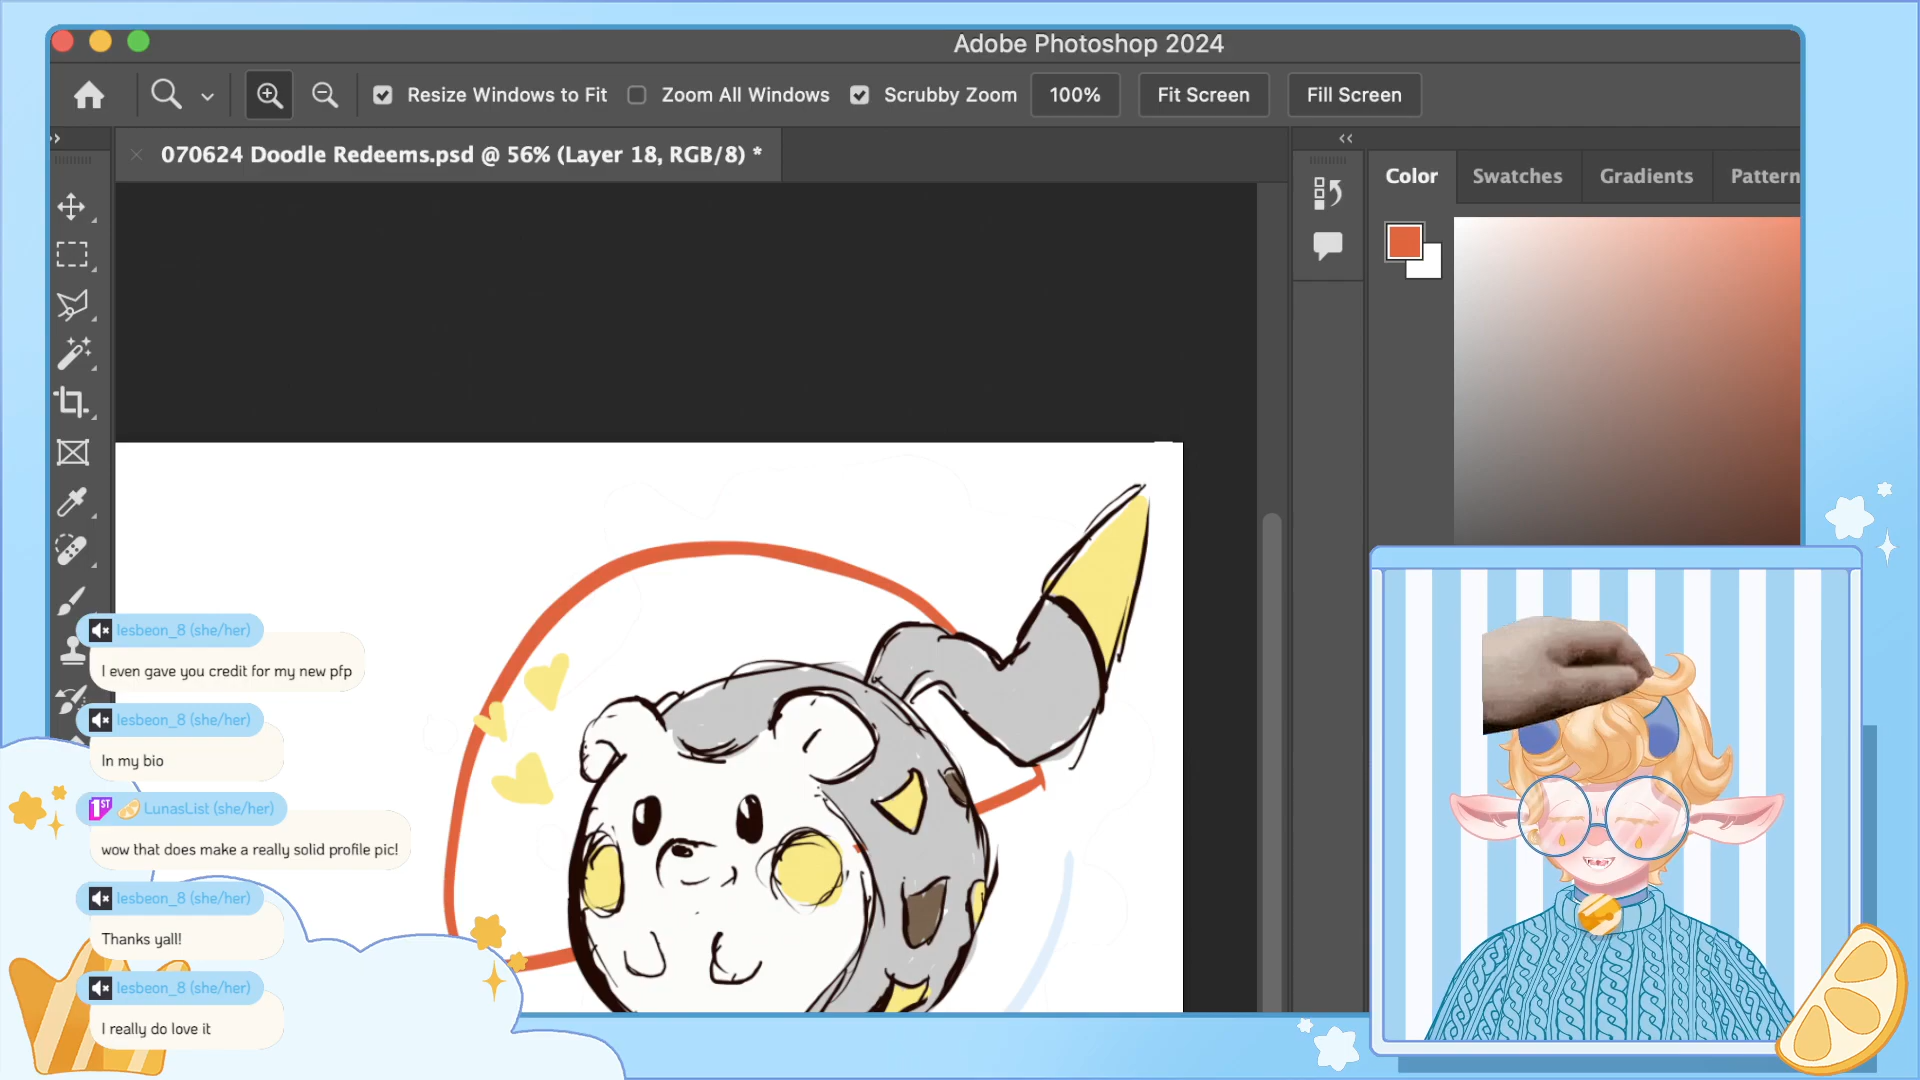 Adobe Photoshop 2024
Resize Windows to Fit Zoom All Windows Scrubby Zoom 100% Fit Screen Fill Screen
070624 Doodle Redeems.psd @ 56% (Layer 18, RGB/8) *
Color Swatches Gradients Pattern
lesbeon_8 (she/her)
I even gave you credit for my new pfp
lesbeon_8 (she/her)
In my bio
1ST LunasList (she/her)
wow that does make a really solid profile pic!
lesbeon_8 (she/her)
Thanks yall!
lesbeon_8 (she/her)
I really do love it